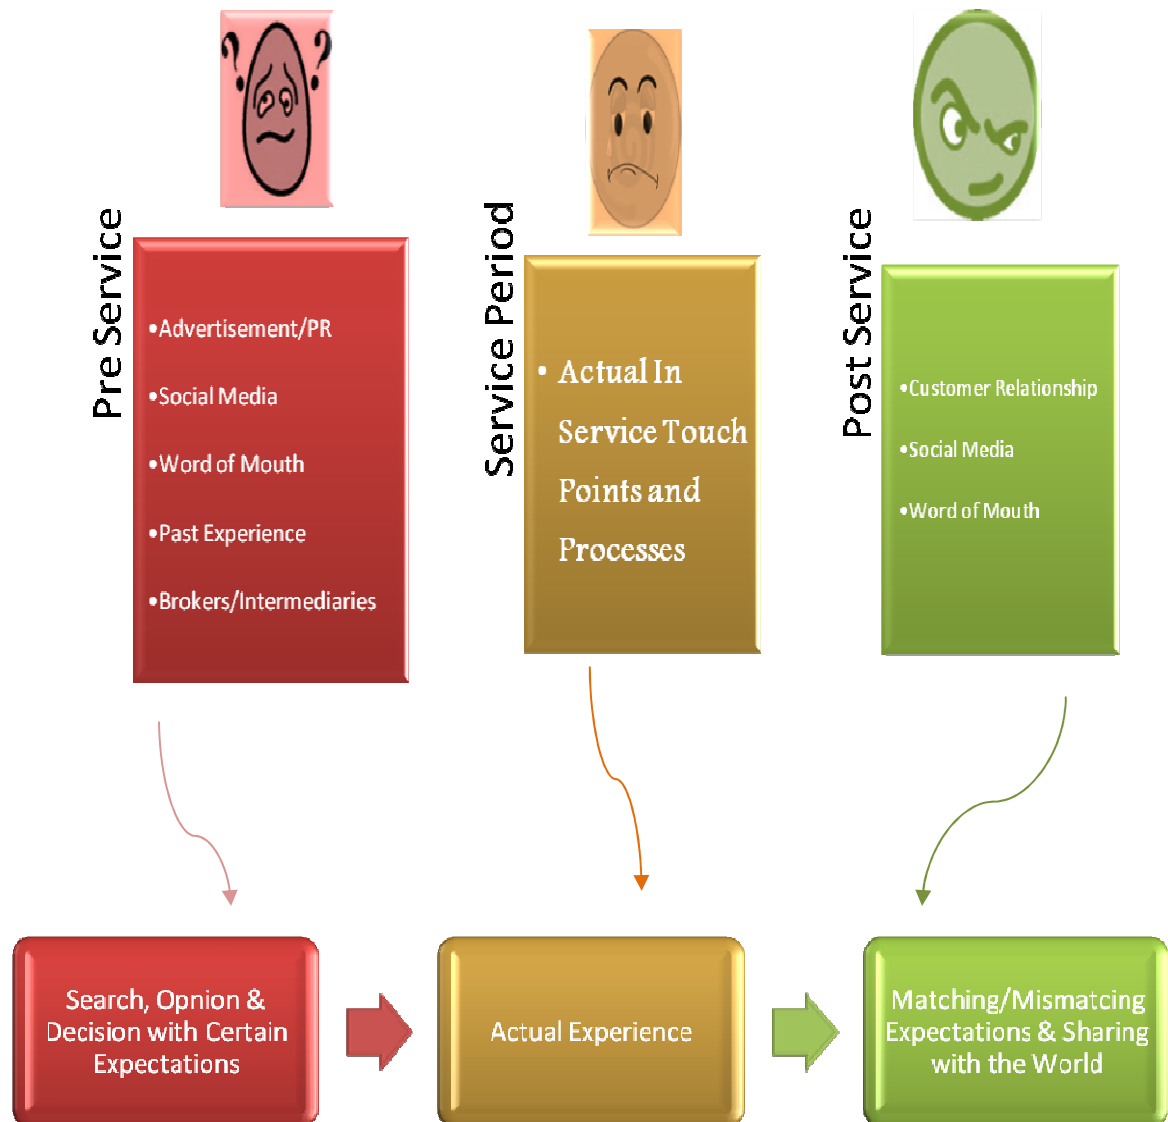 ? ?
Pre Service
•Advertisement/PR
•Social Media
•Word of Mouth
•Past Experience
•Brokers/Intermediaries
Service Period
• Actual In
Service Touch
Points and
Processes
Post Service
•Customer Relationship
•Social Media
•Word of Mouth
Search, Opnion &
Decision with Certain
Expectations
Actual Experience
Matching/Mismatcing
Expectations & Sharing
with the World